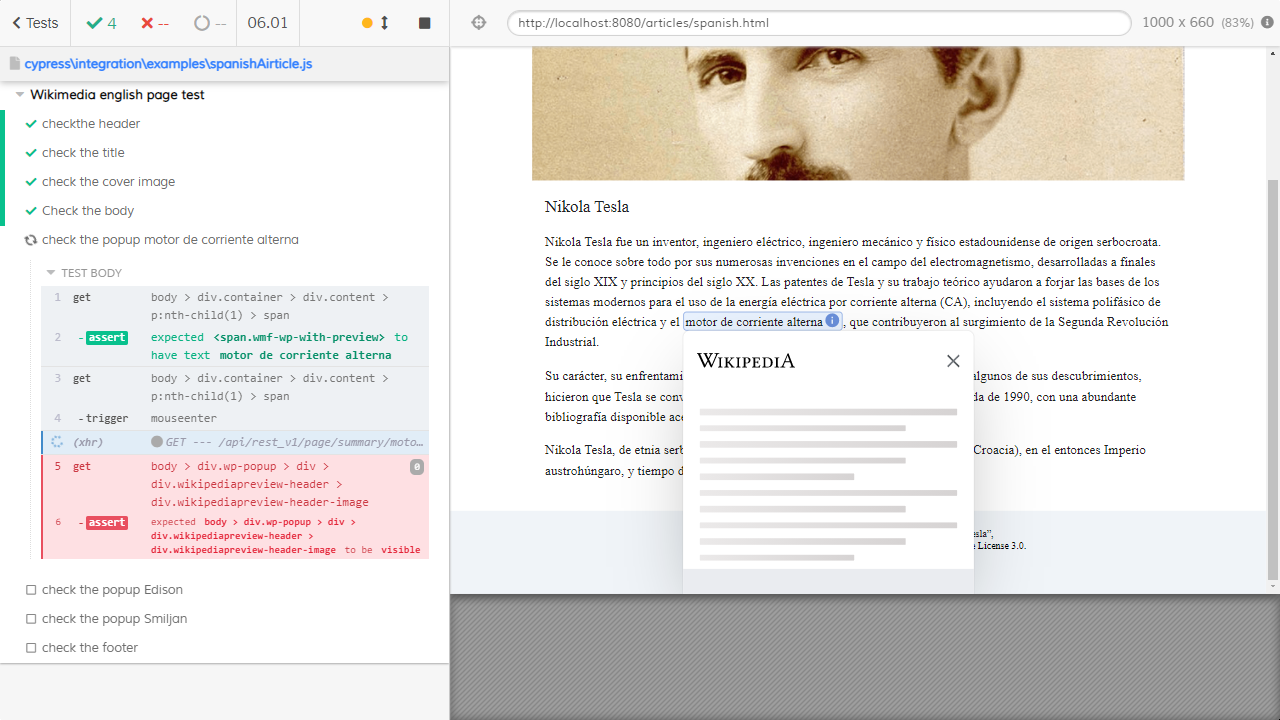 Tests
4
--
--
06.01
http://localhost:8080/articles/spanish.html
1000 x 660 (83%)
cypress\integration\examples\spanishAirticle.js
Wikimedia english page test
checkthe header
check the title
check the cover image
Check the body
check the popup motor de corriente alterna
TEST BODY
1 get body > div.container > div.content >
p:nth-child(1) > span
2 - assert expected <span.wmf-wp-with-preview> to
have text motor de corriente alterna
3 get body > div.container > div.content >
p:nth-child(1) > span
4 - trigger mouseenter
(xhr) GET --- /api/rest_v1/page/summary/moto…
5 get body > div.wp-popup > div > 0
div.wikipediapreview-header >
div.wikipediapreview-header-image
6 - assert expected body > div.wp-popup > div >
div.wikipediapreview-header >
div.wikipediapreview-header-image to be visible
check the popup Edison
check the popup Smiljan
check the footer
Nikola Tesla
Nikola Tesla fue un inventor, ingeniero eléctrico, ingeniero mecánico y físico estadounidense de origen serbocroata.
Se le conoce sobre todo por sus numerosas invenciones en el campo del electromagnetismo, desarrolladas a finales
del siglo XIX y principios del siglo XX. Las patentes de Tesla y su trabajo teórico ayudaron a forjar las bases de los
sistemas modernos para el uso de la energía eléctrica por corriente alterna (CA), incluyendo el sistema polifásico de
distribución eléctrica y el motor de corriente alterna , que contribuyeron al surgimiento de la Segunda Revolución
Industrial.
WIKIPEDIA
Su carácter, su enfrentami algunos de sus descubrimientos,
hicieron que Tesla se conv da de 1990, con una abundante
bibliografía disponible ace
Nikola Tesla, de etnia serb Croacia), en el entonces Imperio
austrohúngaro, y tiempo d
esla”,
e License 3.0.